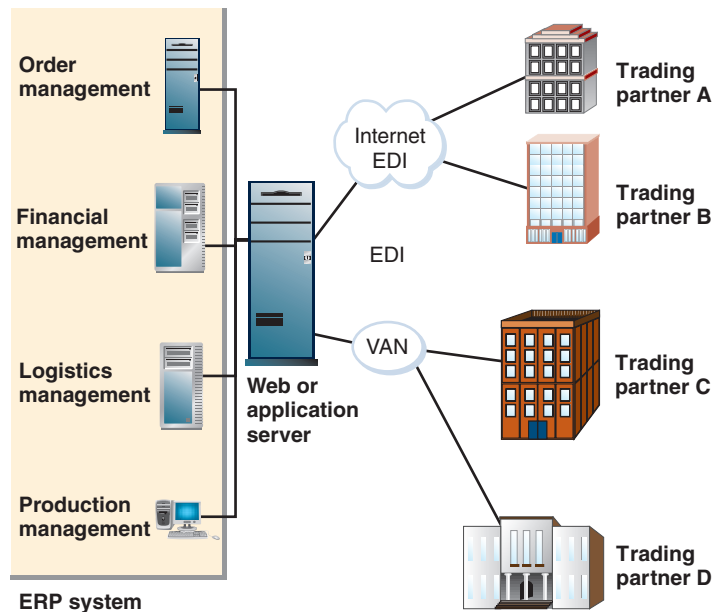 Order
management
Financial
management
Logistics
management
Production
management
ERP system
Web or
application
server
Internet
EDI
EDI
VAN
Trading
partner A
Trading
partner B
Trading
partner C
Trading
partner D